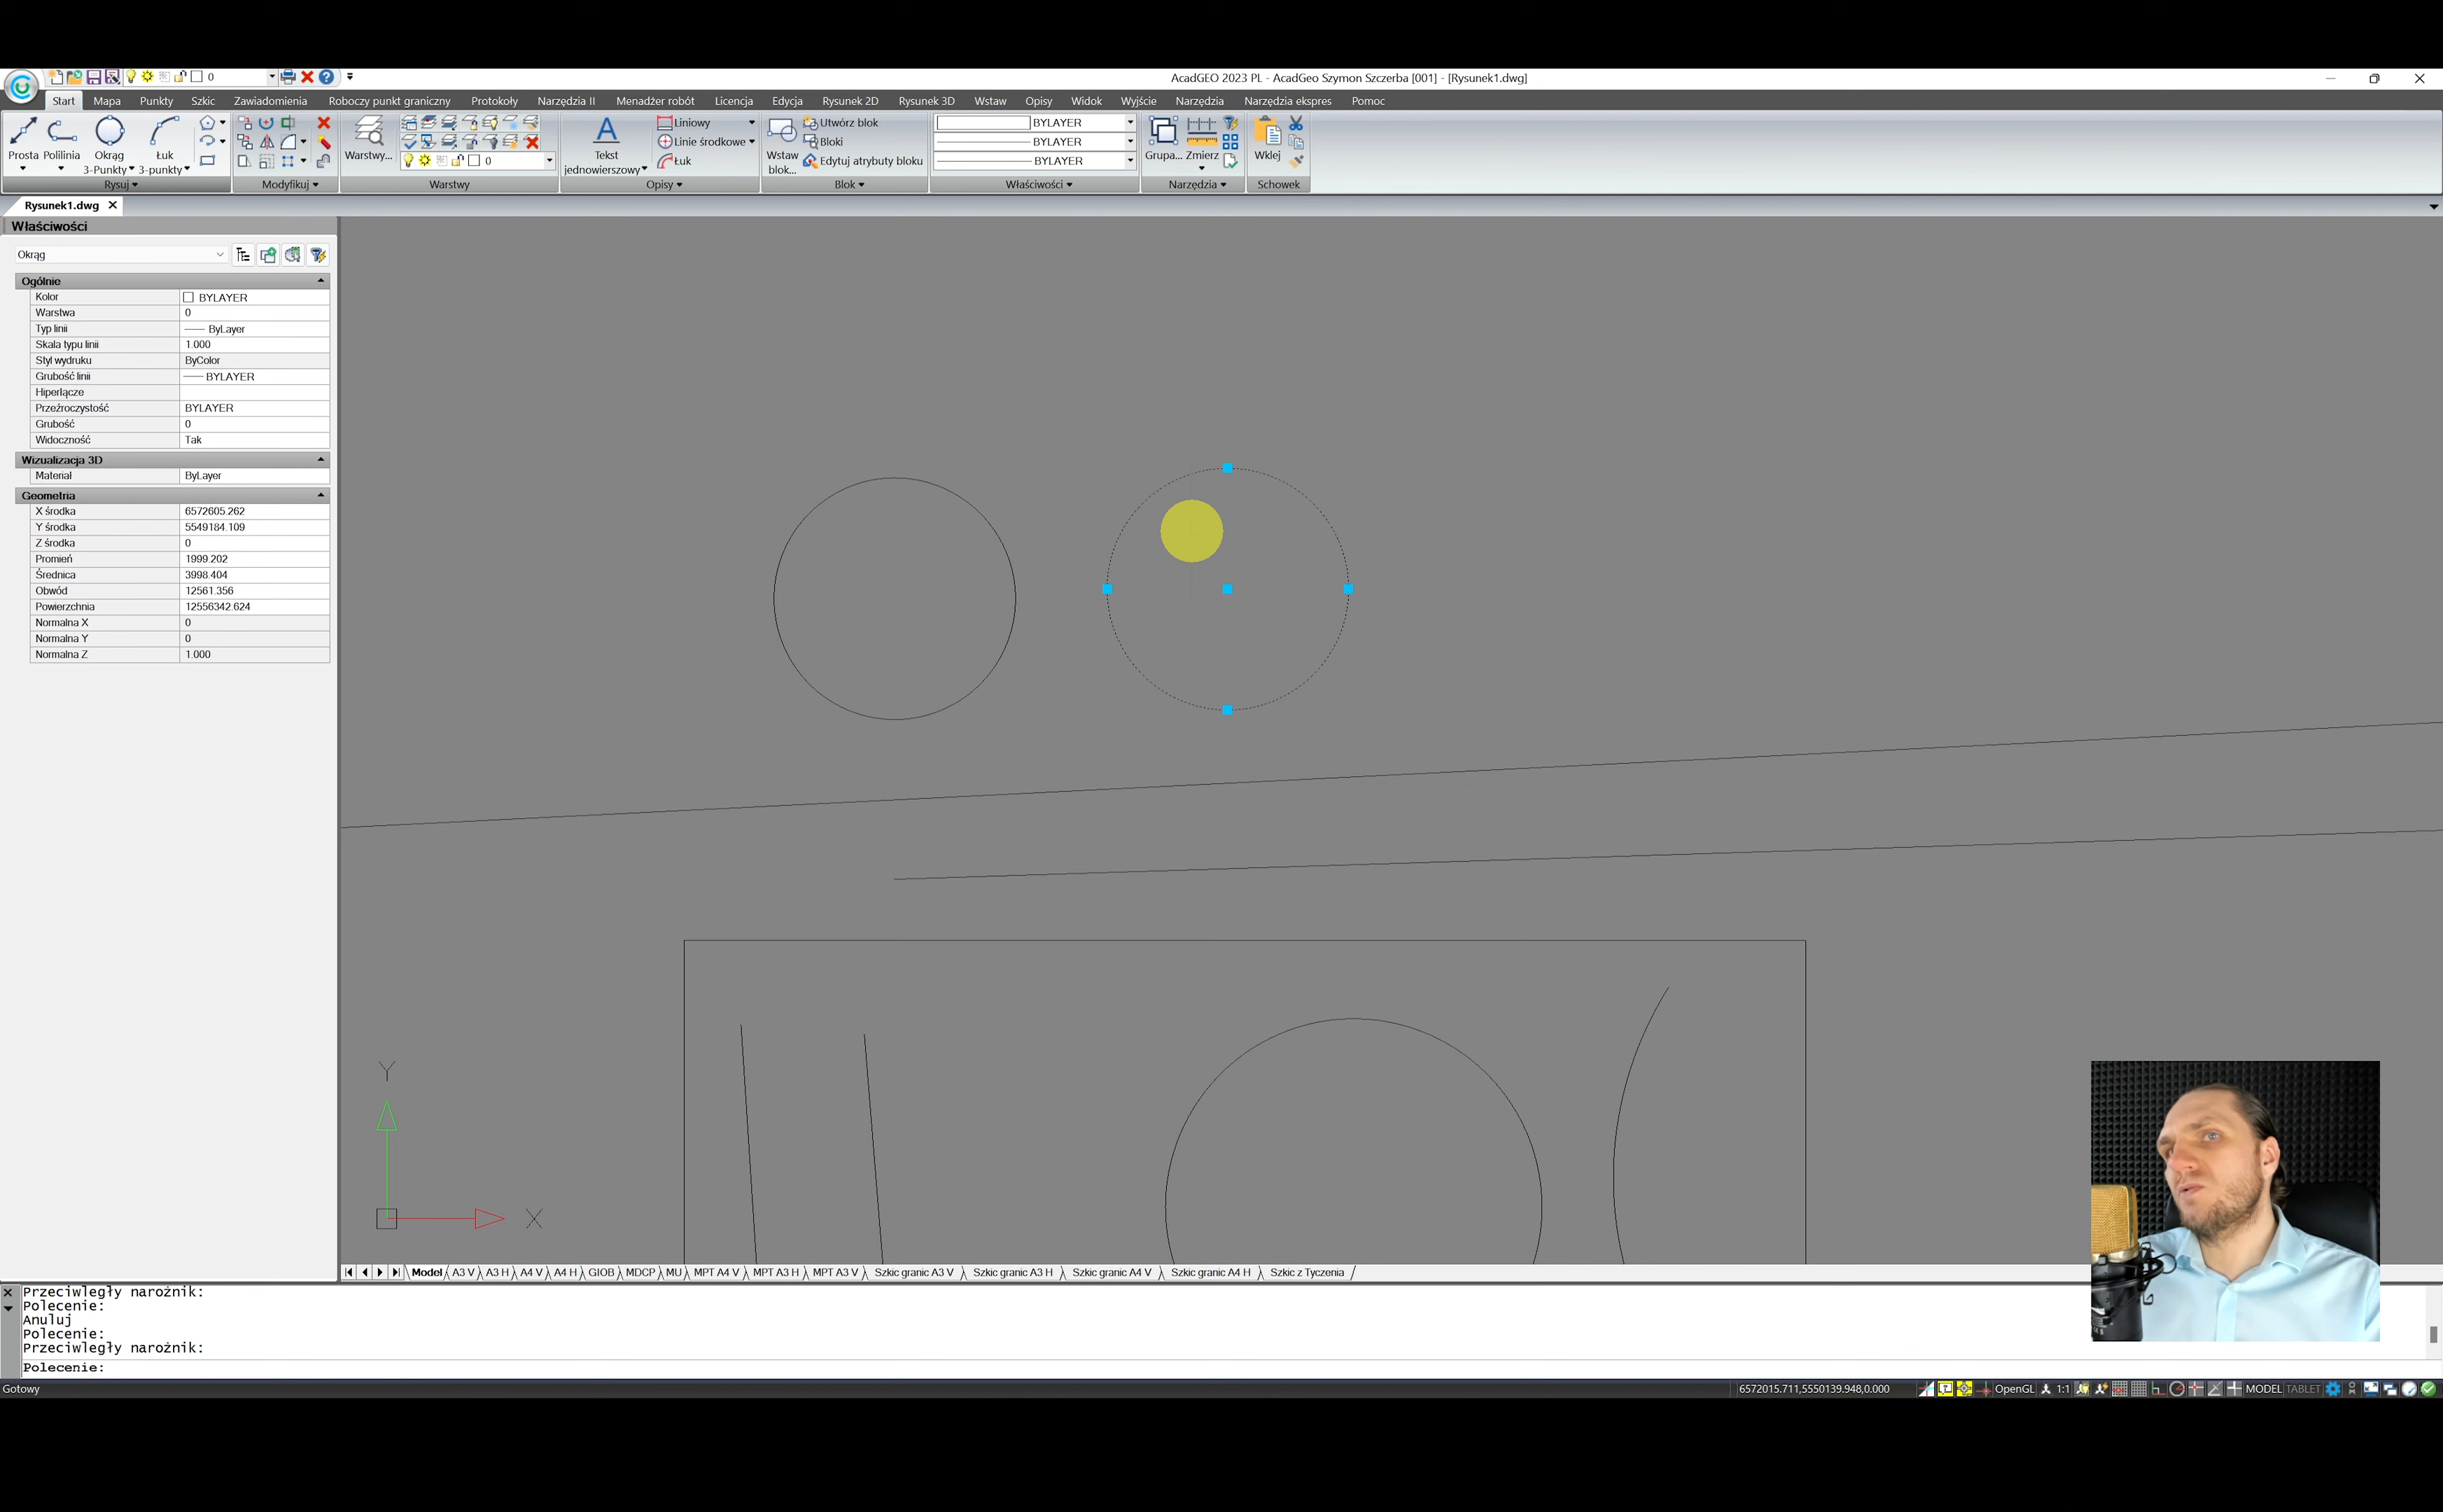 0
AcadGEO 2023 PL - AcadGeo Szymon Szczerba [001] - [Rysunek1.dwg]
Start Mapa Punkty Szkic Zawiadomienia Roboczy punkt graniczny Protokoły Narzędzia II Menadżer robót Licencja Edycja Rysunek 2D Rysunek 3D Wstaw Opisy Widok Wyjście Narzędzia Narzędzia ekspres Pomoc
Prosta Polilinia Okrąg 3-Punkty Łuk 3-punkty
Rysuj
Modyfikuj
Warstwy...
0
Warstwy
Tekst jednowierszowy
Liniowy
Linie środkowe
Łuk
Opisy
Wstaw blok...
Utwórz blok
Bloki
Edytuj atrybuty bloku
Blok
BYLAYER
BYLAYER
BYLAYER
Właściwości
Grupa... Zmierz
Narzędzia
Wklej
Schowek
Rysunek1.dwg
Właściwości
Okrąg
Ogólnie
Kolor BYLAYER
Warstwa 0
Typ linii ByLayer
Skala typu linii 1.000
Styl wydruku ByColor
Grubość linii BYLAYER
Hiperłącze
Przeźroczystość BYLAYER
Grubość 0
Widoczność Tak
Wizualizacja 3D
Materiał ByLayer
Geometria
X środka 6572605.262
Y środka 5549184.109
Z środka 0
Promień 1999.202
Średnica 3998.404
Obwód 12561.356
Powierzchnia 12556342.624
Normalna X 0
Normalna Y 0
Normalna Z 1.000
Y
X
Model A3 V A3 H A4 V A4 H GIOB MDCP MU MPT A4 V MPT A3 H MPT A3 V Szkic granic A3 V Szkic granic A3 H Szkic granic A4 V Szkic granic A4 H Szkic z Tyczenia
Przeciwległy narożnik:
Polecenie:
Anuluj
Polecenie:
Przeciwległy narożnik:
Polecenie:
Gotowy
6572015.711,5550139.948,0.000 OpenGL 1:1 MODEL TABLET